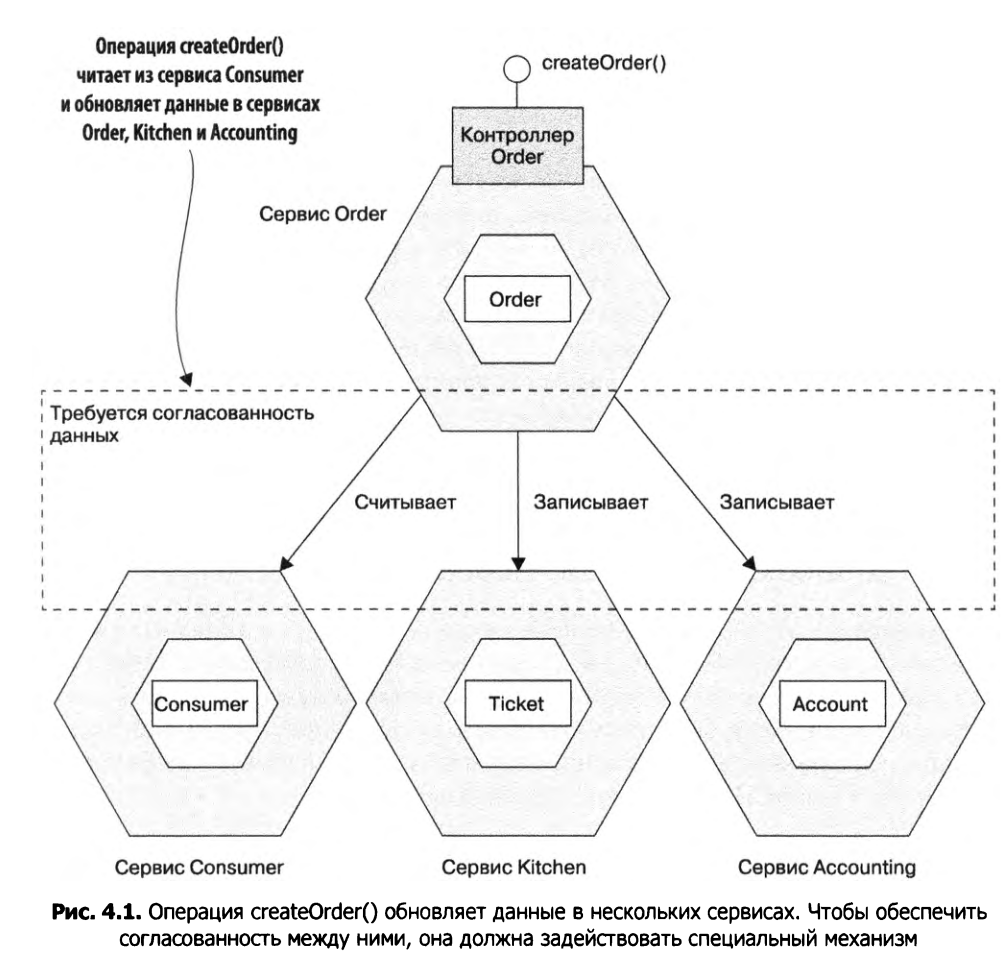 Операция createOrder()
читает из сервиса Consumer
и обновляет данные в сервисах
Order, Kitchen и Accounting
createOrder()
Контроллер
Order
Сервис Order
Order
Требуется согласованность
данных
Считывает
Записывает
Записывает
Consumer
Ticket
Account
Сервис Consumer
Сервис Kitchen
Сервис Accounting
Рис. 4.1. Операция createOrder() обновляет данные в нескольких сервисах. Чтобы обеспечить
согласованность между ними, она должна задействовать специальный механизм